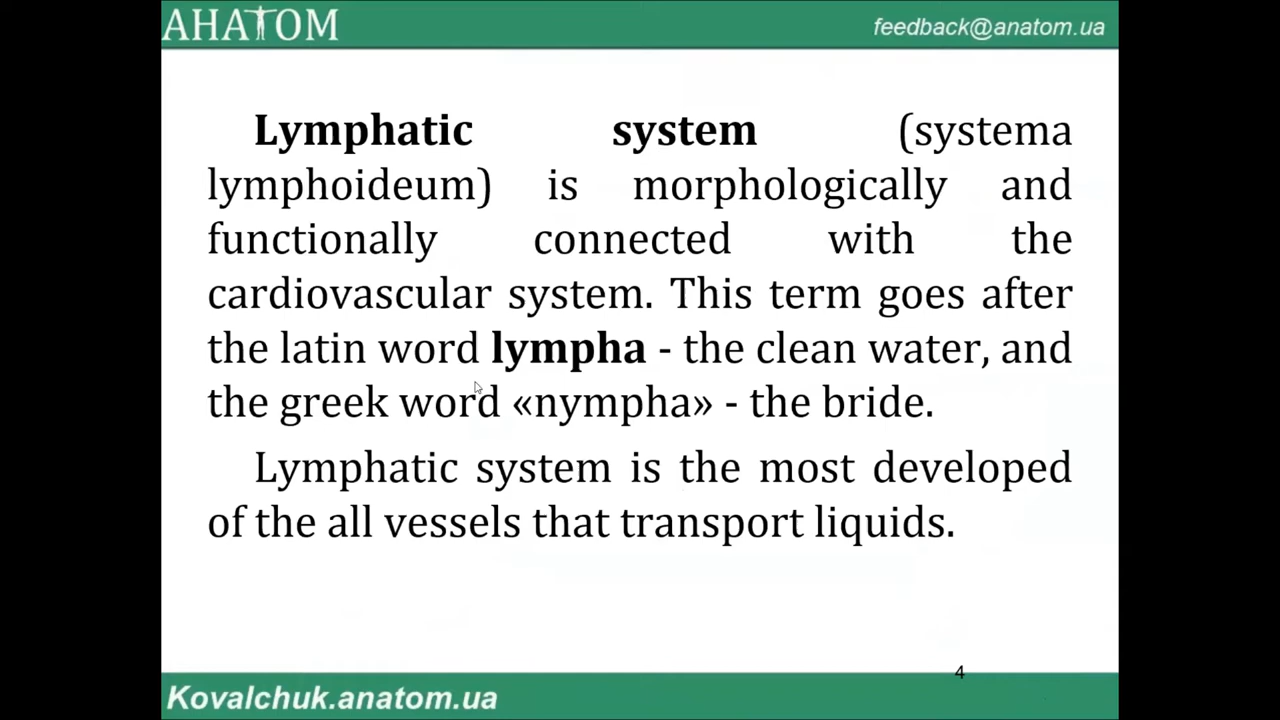 АНАТОМ
feedback@anatom.ua
Lymphatic system (systema
lymphoideum) is morphologically and
functionally connected with the
cardiovascular system. This term goes after
the latin word lympha - the clean water, and
the greek word «nympha» - the bride.
Lymphatic system is the most developed
of the all vessels that transport liquids.
4
Kovalchuk.anatom.ua